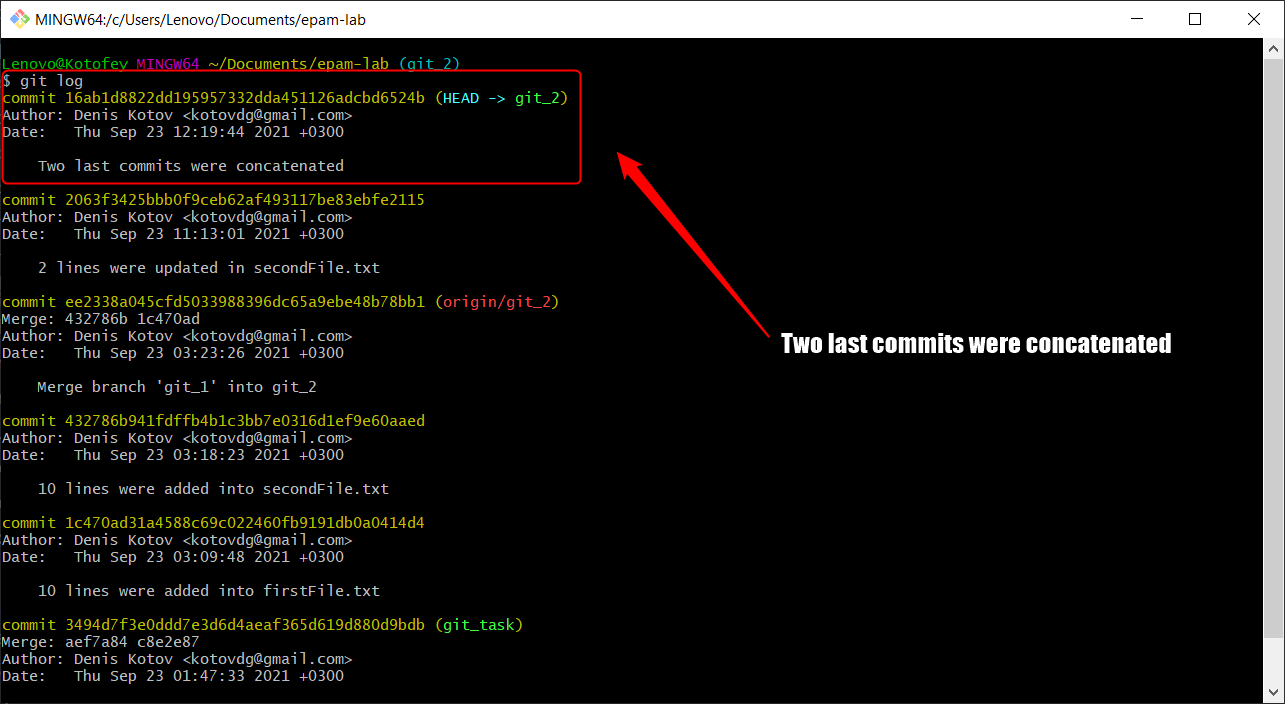 MINGW64:/c/Users/Lenovo/Documents/epam-lab
Lenovo@Kotofey MINGW64 ~/Documents/epam-lab (git_2)
$ git log
commit 16ab1d8822dd195957332dda451126adcbd6524b (HEAD -> git_2)
Author: Denis Kotov <kotovdg@gmail.com>
Date:   Thu Sep 23 12:19:44 2021 +0300
Two last commits were concatenated
commit 2063f3425bbb0f9ceb62af493117be83ebfe2115
Author: Denis Kotov <kotovdg@gmail.com>
Date:   Thu Sep 23 11:13:01 2021 +0300
2 lines were updated in secondFile.txt
commit ee2338a045cfd5033988396dc65a9ebe48b78bb1 (origin/git_2)
Merge: 432786b 1c470ad
Author: Denis Kotov <kotovdg@gmail.com>
Date:   Thu Sep 23 03:23:26 2021 +0300
Two last commits were concatenated
Merge branch 'git_1' into git_2
commit 432786b941fdffb4b1c3bb7e0316d1ef9e60aaed
Author: Denis Kotov <kotovdg@gmail.com>
Date:   Thu Sep 23 03:18:23 2021 +0300
10 lines were added into secondFile.txt
commit 1c470ad31a4588c69c022460fb9191db0a0414d4
Author: Denis Kotov <kotovdg@gmail.com>
Date:   Thu Sep 23 03:09:48 2021 +0300
10 lines were added into firstFile.txt
commit 3494d7f3e0ddd7e3d6d4aeaf365d619d880d9bdb (git_task)
Merge: aef7a84 c8e2e87
Author: Denis Kotov <kotovdg@gmail.com>
Date:   Thu Sep 23 01:47:33 2021 +0300